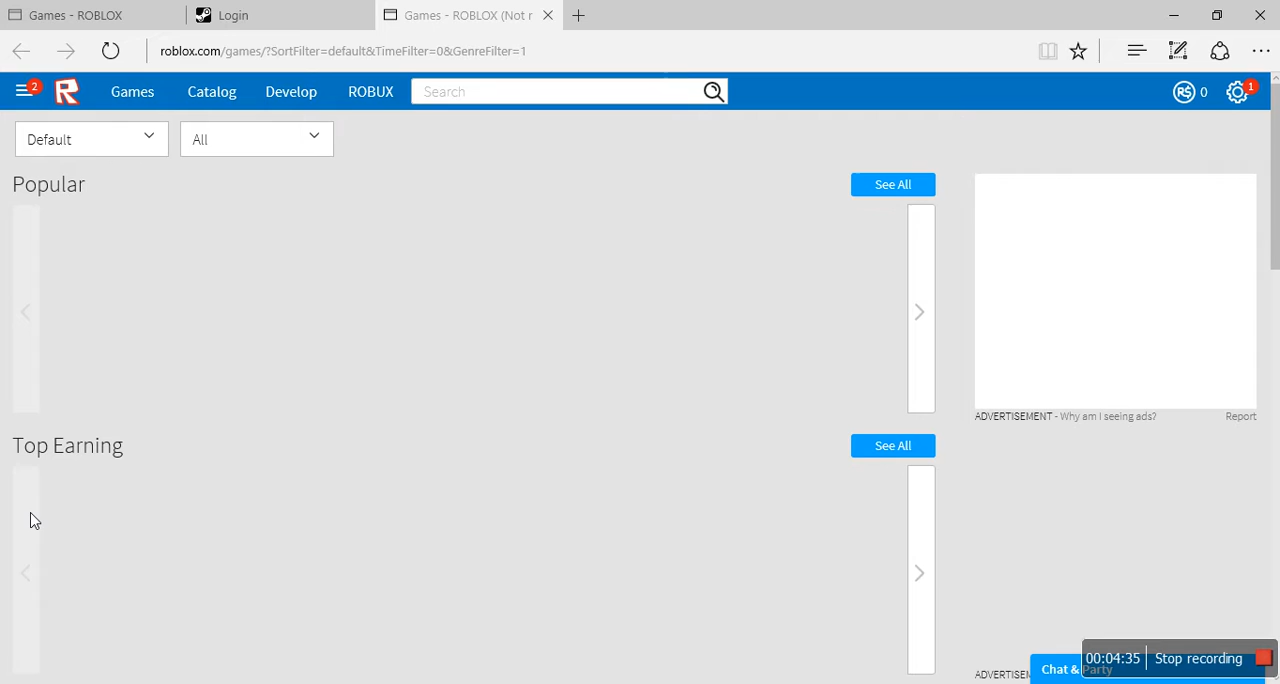 Games - ROBLOX
Login
Games - ROBLOX (Not r
roblox.com/games/?SortFilter=default&TimeFilter=0&GenreFilter=1
2
R
Games
Catalog
Develop
ROBUX
Search
R$ 0
1
Default
All
Popular
See All
ADVERTISEMENT - Why am I seeing ads?
Report
Top Earning
See All
ADVERTISEM
Chat & Party
00:04:35
Stop recording